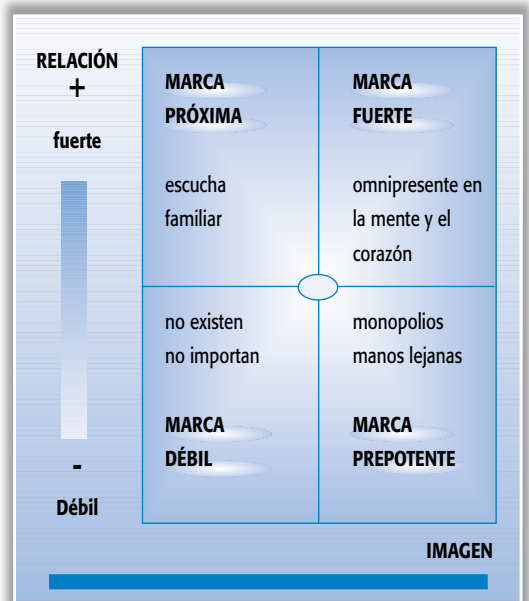 RELACIÓN
+
fuerte
-
Débil
MARCA
PRÓXIMA
escucha
familiar
MARCA
FUERTE
omnipresente en
la mente y el
corazón
no existen
no importan
MARCA
DÉBIL
monopolios
manos lejanas
MARCA
PREPOTENTE
IMAGEN